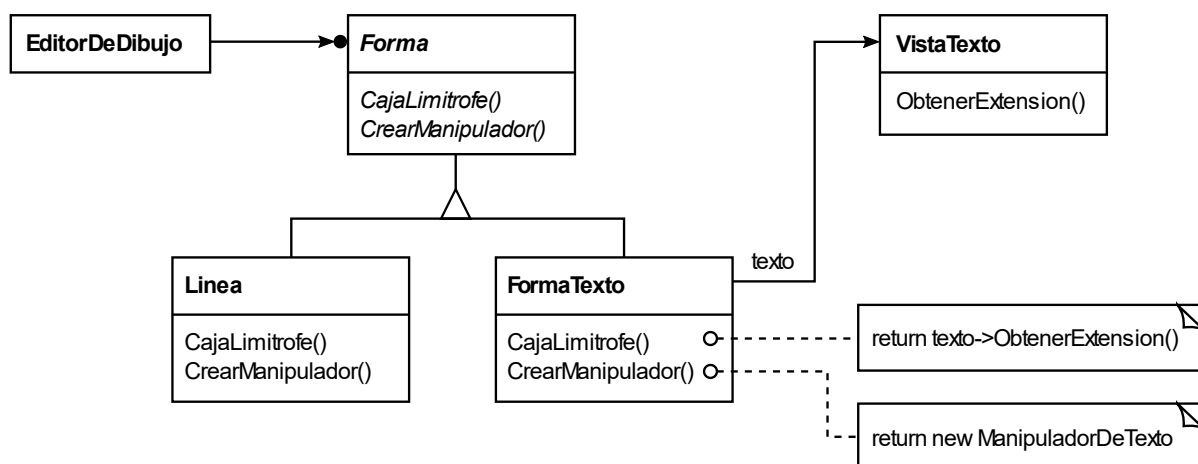 EditorDeDibujo
Forma
CajaLimitrofe()
CrearManipulador()
VistaTexto
ObtenerExtension()
Linea
CajaLimitrofe()
CrearManipulador()
FormaTexto
CajaLimitrofe()
CrearManipulador()
texto
return texto->ObtenerExtension()
return new ManipuladorDeTexto